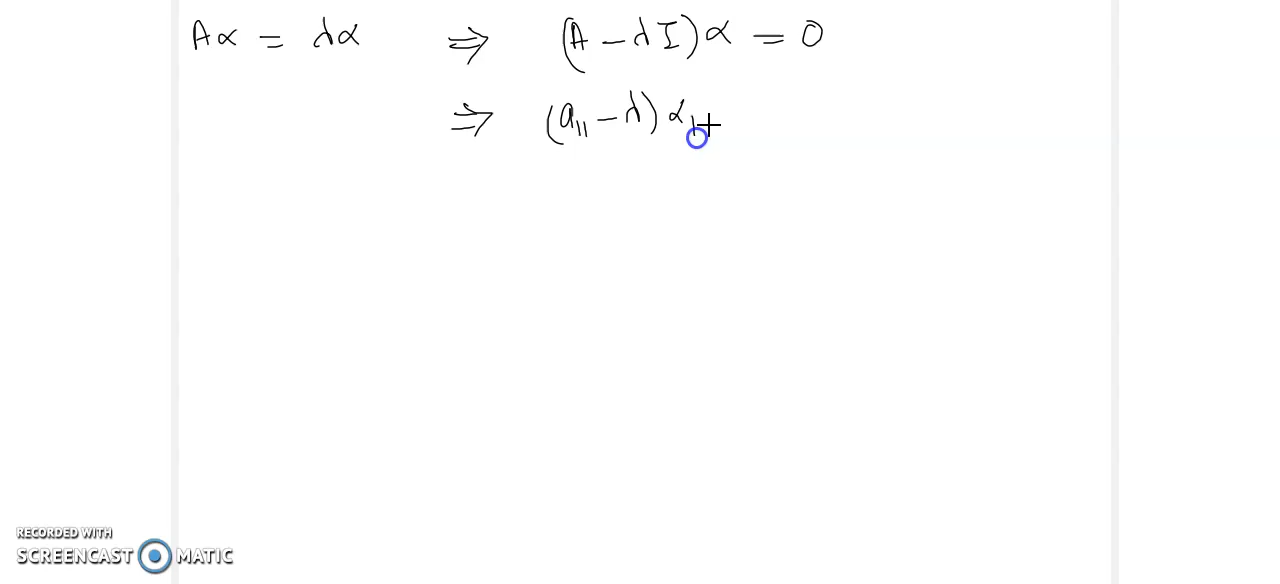 Aα = λα ⇒ (A − λI)α = 0
⇒ (a₁₁ − λ)α₁+
RECORDED WITH
SCREENCAST MATIC